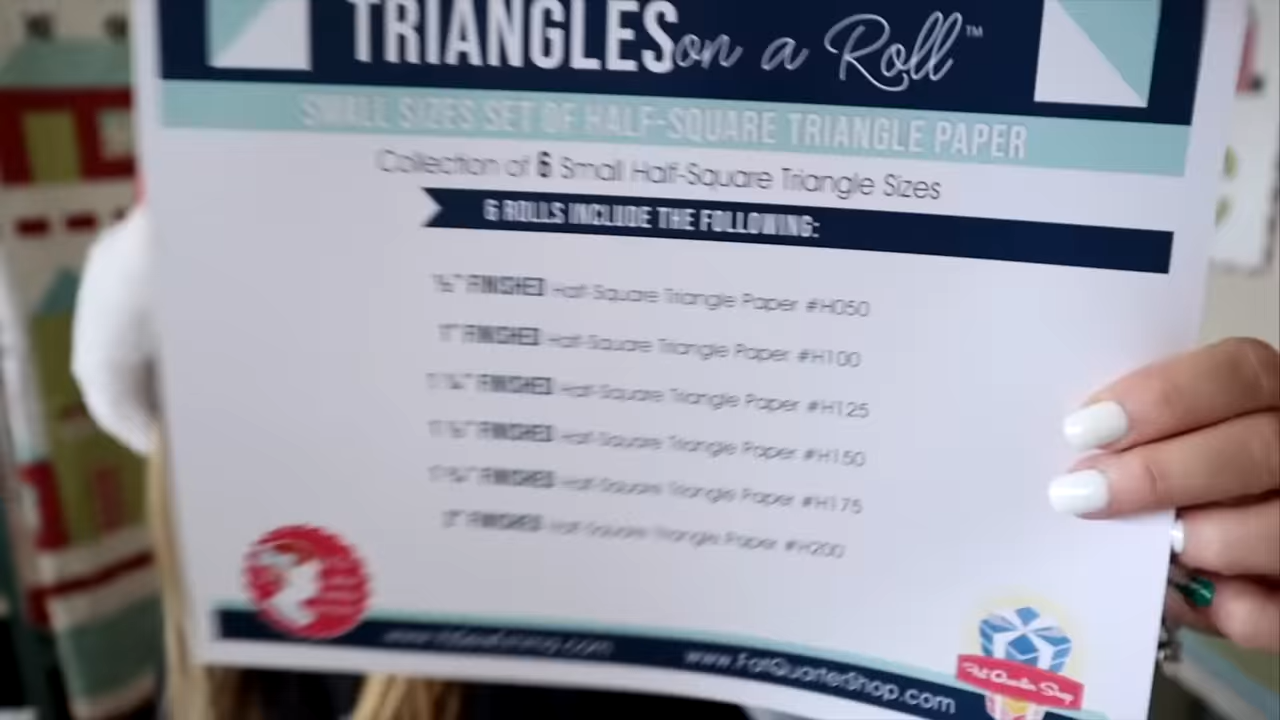 TRIANGLES on a Roll™
SMALL SIZES SET OF HALF-SQUARE TRIANGLE PAPER
Collection of 6 Small Half-Square Triangle Sizes
6 ROLLS INCLUDE THE FOLLOWING:
½" FINISHED Half-Square Triangle Paper #H050
1" FINISHED Half-Square Triangle Paper #H100
1¼" FINISHED Half-Square Triangle Paper #H125
1½" FINISHED Half-Square Triangle Paper #H150
1¾" FINISHED Half-Square Triangle Paper #H175
2" FINISHED Half-Square Triangle Paper #H200
www.FatQuarterShop.com
Fat Quarter Shop